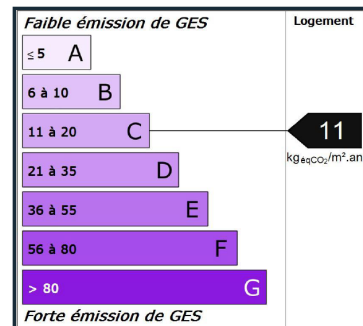 Faible émission de GES
Logement
≤ 5 A
6 à 10 B
11 à 20 C
11
kgéqCO2/m².an
21 à 35 D
36 à 55 E
56 à 80 F
> 80 G
Forte émission de GES